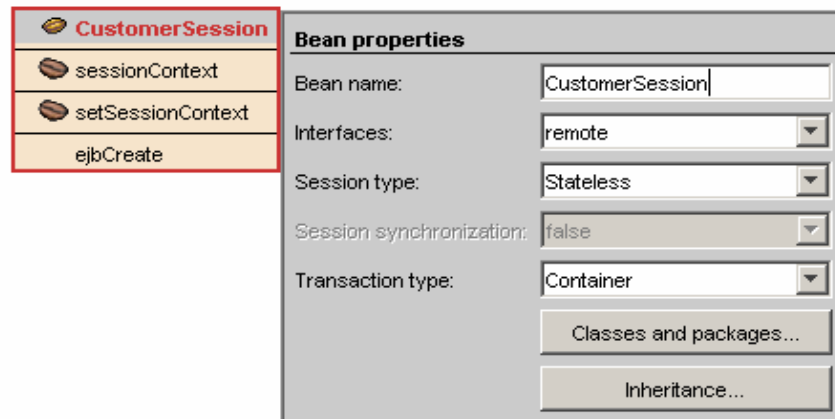 CustomerSession
sessionContext
setSessionContext
ejbCreate
Bean properties
Bean name: CustomerSession
Interfaces: remote
Session type: Stateless
Session synchronization: false
Transaction type: Container
Classes and packages...
Inheritance...